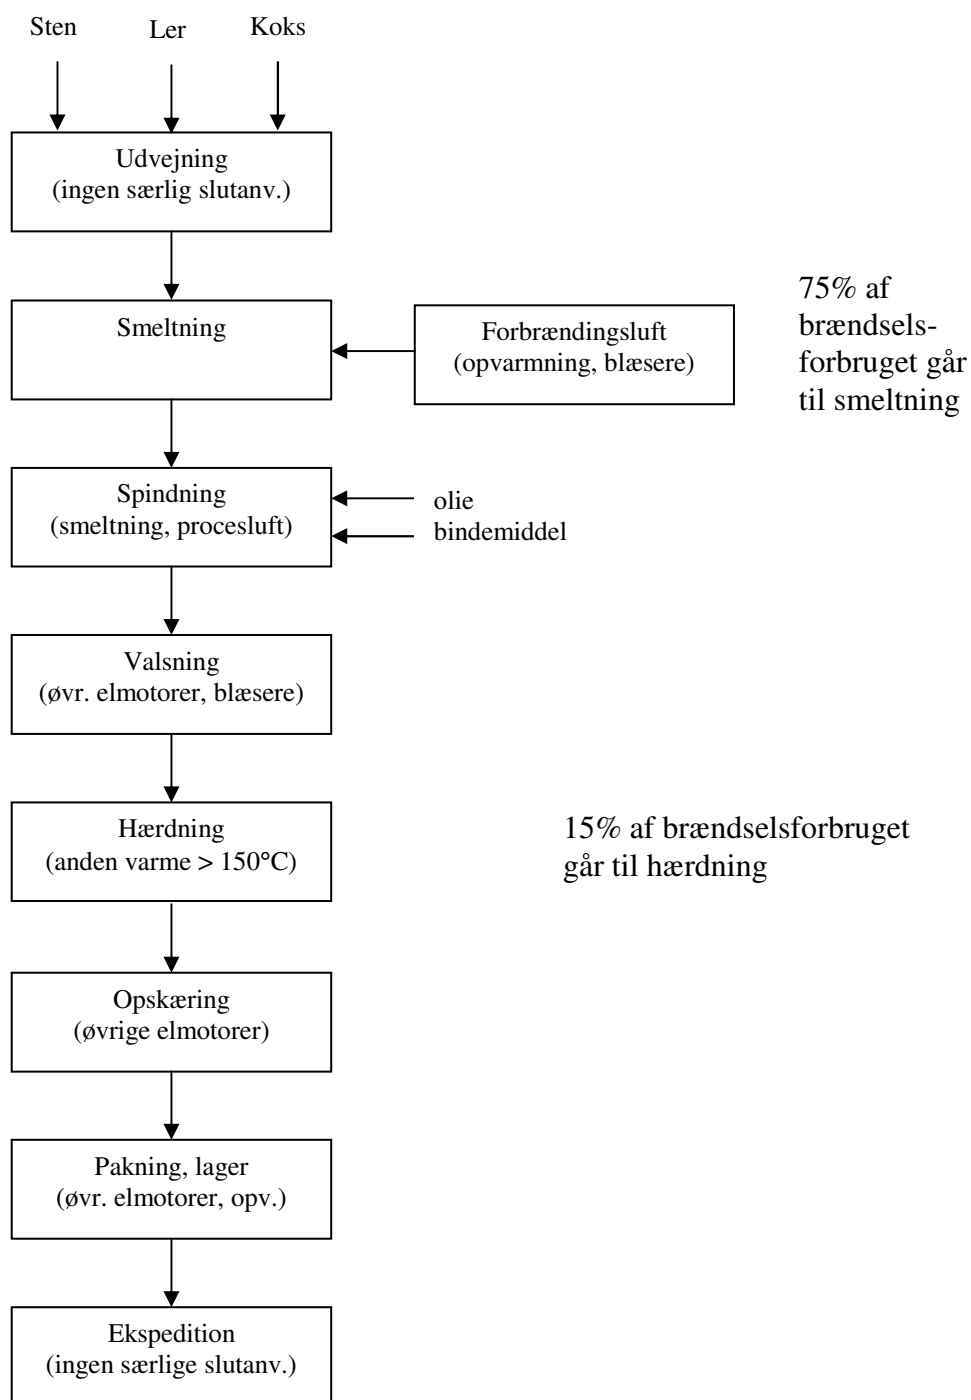 Sten
Ler
Koks
Udvejning
(ingen særlig slutanv.)
Smeltning
Forbrændingsluft
(opvarmning, blæsere)
75% af
brændsels-
forbruget går
til smeltning
Spindning
(smeltning, procesluft)
olie
bindemiddel
Valsning
(øvr. elmotorer, blæsere)
Hærdning
(anden varme > 150°C)
15% af brændselsforbruget
går til hærdning
Opskæring
(øvrige elmotorer)
Pakning, lager
(øvr. elmotorer, opv.)
Ekspedition
(ingen særlige slutanv.)